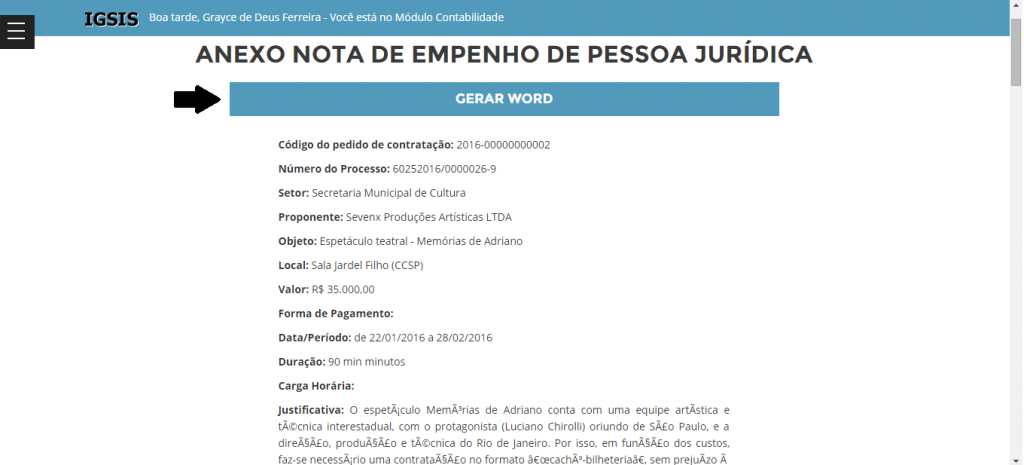 IGSIS Boa tarde, Grayce de Deus Ferreira - Você está no Módulo Contabilidade
ANEXO NOTA DE EMPENHO DE PESSOA JURÍDICA
GERAR WORD
Código do pedido de contratação: 2016-00000000002
Número do Processo: 60252016/0000026-9
Setor: Secretaria Municipal de Cultura
Proponente: Sevenx Produções Artísticas LTDA
Objeto: Espetáculo teatral - Memórias de Adriano
Local: Sala Jardel Filho (CCSP)
Valor: R$ 35.000,00
Forma de Pagamento:
Data/Período: de 22/01/2016 a 28/02/2016
Duração: 90 min minutos
Carga Horária:
Justificativa: O espetÃ¡culo MemÃ³rias de Adriano conta com uma equipe artÃ­stica e
tÃ©cnica interestadual, com o protagonista (Luciano Chirolli) oriundo de SÃ£o Paulo, e a
direÃ§Ã£o, produÃ§Ã£o e tÃ©cnica do Rio de Janeiro. Por isso, em funÃ§Ã£o dos custos,
faz-se necessÃ¡rio uma contrataÃ§Ã£o no formato â€œcachÃª-bilheteriaâ€, sem prejuÃ­zo Ã